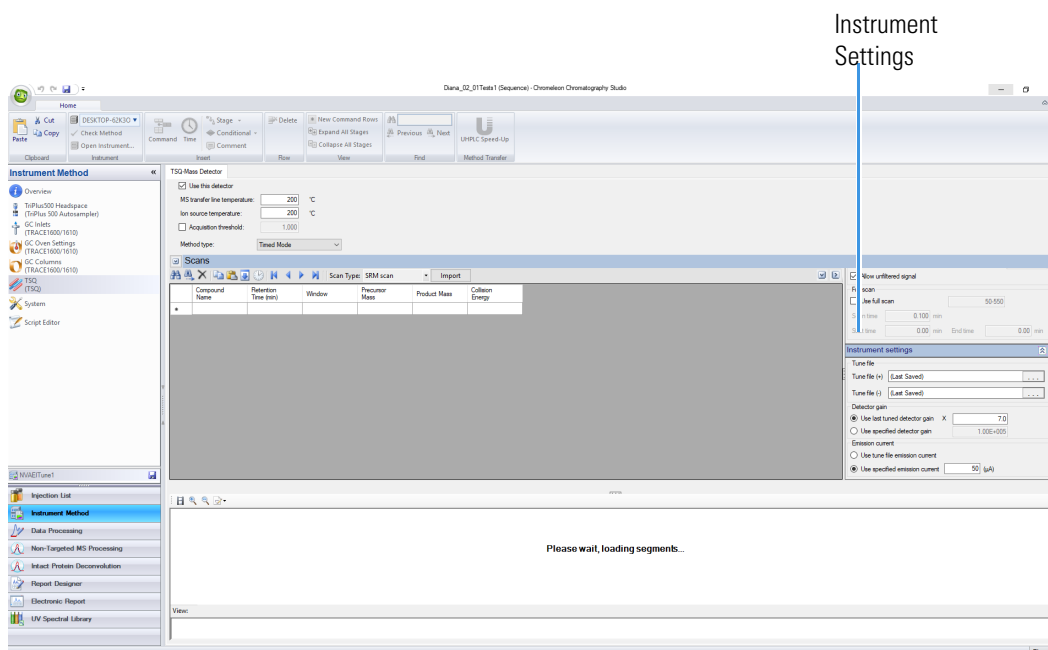 Instrument
Settings
Diana_02_01Tests1 (Sequence) - Chromeleon Chromatography Studio
Home
Paste
Cut
Copy
Clipboard
DESKTOP-62K3O
Check Method
Open Instrument...
Instrument
Command
Time
Stage
Conditional
Comment
Insert
Delete
Row
New Command Rows
Expand All Stages
Collapse All Stages
View
Previous
Next
Find
UHPLC Speed-Up
Method Transfer
Instrument Method
Overview
TriPlus500 Headspace
(TriPlus 500 Autosampler)
GC Inlets
(TRACE1600/1610)
GC Oven Settings
(TRACE1600/1610)
GC Columns
(TRACE1600/1610)
TSQ
(TSQ)
System
Script Editor
NVAEITune1
Injection List
Instrument Method
Data Processing
Non-Targeted MS Processing
Intact Protein Deconvolution
Report Designer
Electronic Report
UV Spectral Library
TSQ-Mass Detector
Use this detector
MS transfer line temperature: 200 °C
Ion source temperature: 200 °C
Acquisition threshold: 1,000
Method type: Timed Mode
Scans
Scan Type: SRM scan
Import
Compound Name
Retention Time (min)
Window
Precursor Mass
Product Mass
Collision Energy
*
Allow unfiltered signal
scan
Use full scan 50-550
time 0.100 min
time 0.00 min End time 0.00 min
Instrument settings
Tune file
Tune file (+) (Last Saved) ...
Tune file (-) (Last Saved) ...
Detector gain
Use last tuned detector gain X 7.0
Use specified detector gain 1.00E+005
Emission current
Use tune file emission current
Use specified emission current 50 (µA)
Please wait, loading segments...
View: